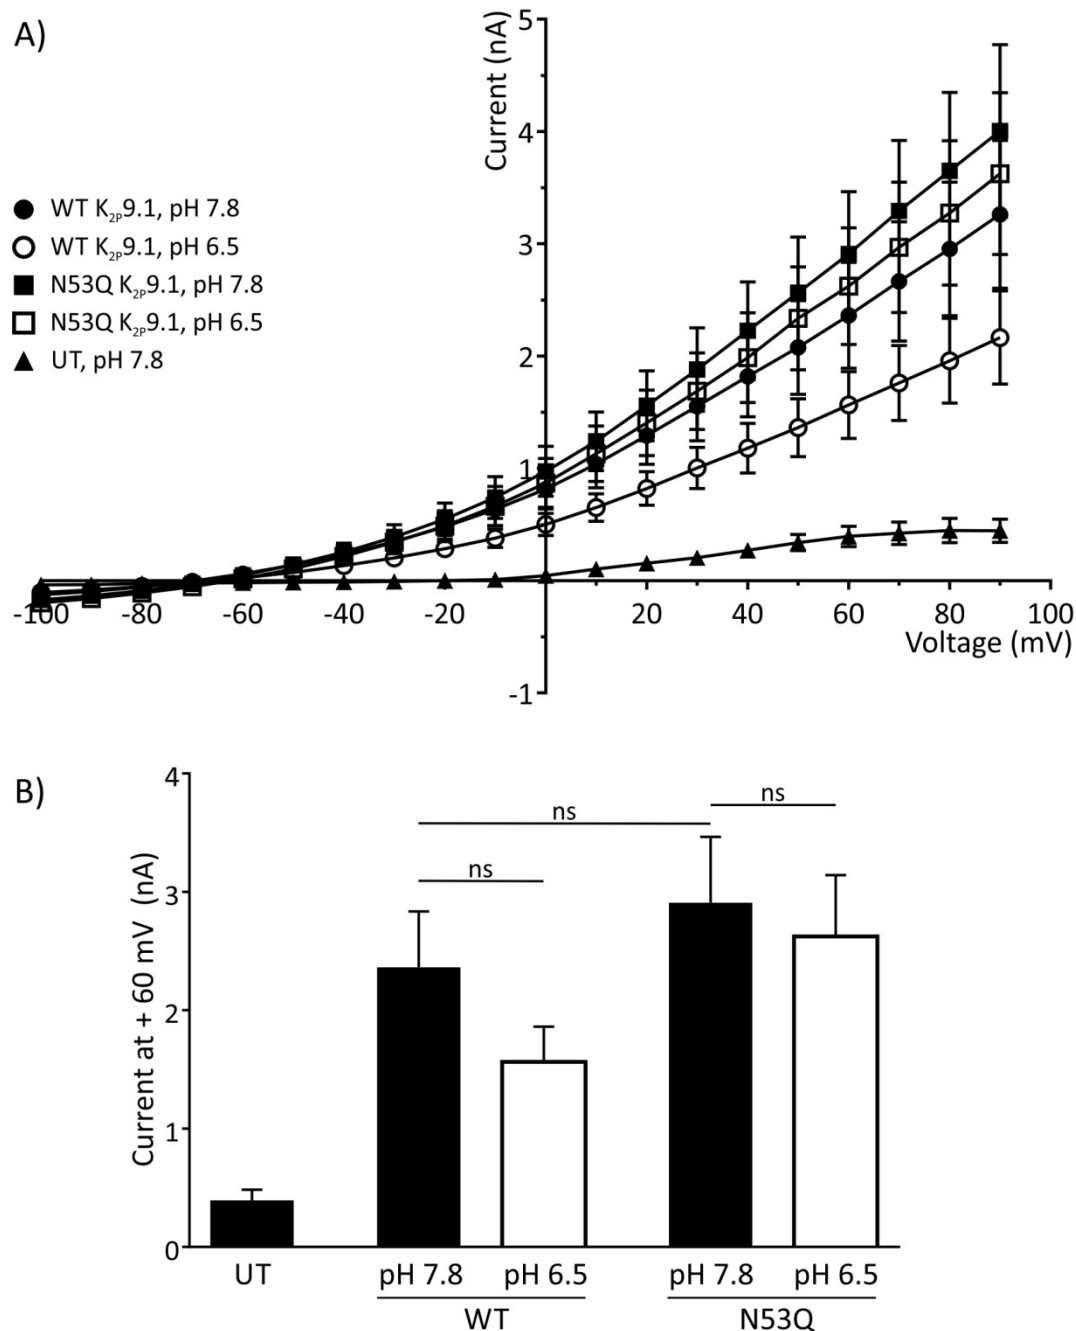 A)
Current (nA)
5
4
3
2
1
-1
WT K2P9.1, pH 7.8
WT K2P9.1, pH 6.5
N53Q K2P9.1, pH 7.8
N53Q K2P9.1, pH 6.5
UT, pH 7.8
-100 -80 -60 -40 -20 20 40 60 80 100
Voltage (mV)
B)
Current at + 60 mV (nA)
4
3
2
1
0
ns
ns
ns
UT pH 7.8 pH 6.5 pH 7.8 pH 6.5
WT N53Q